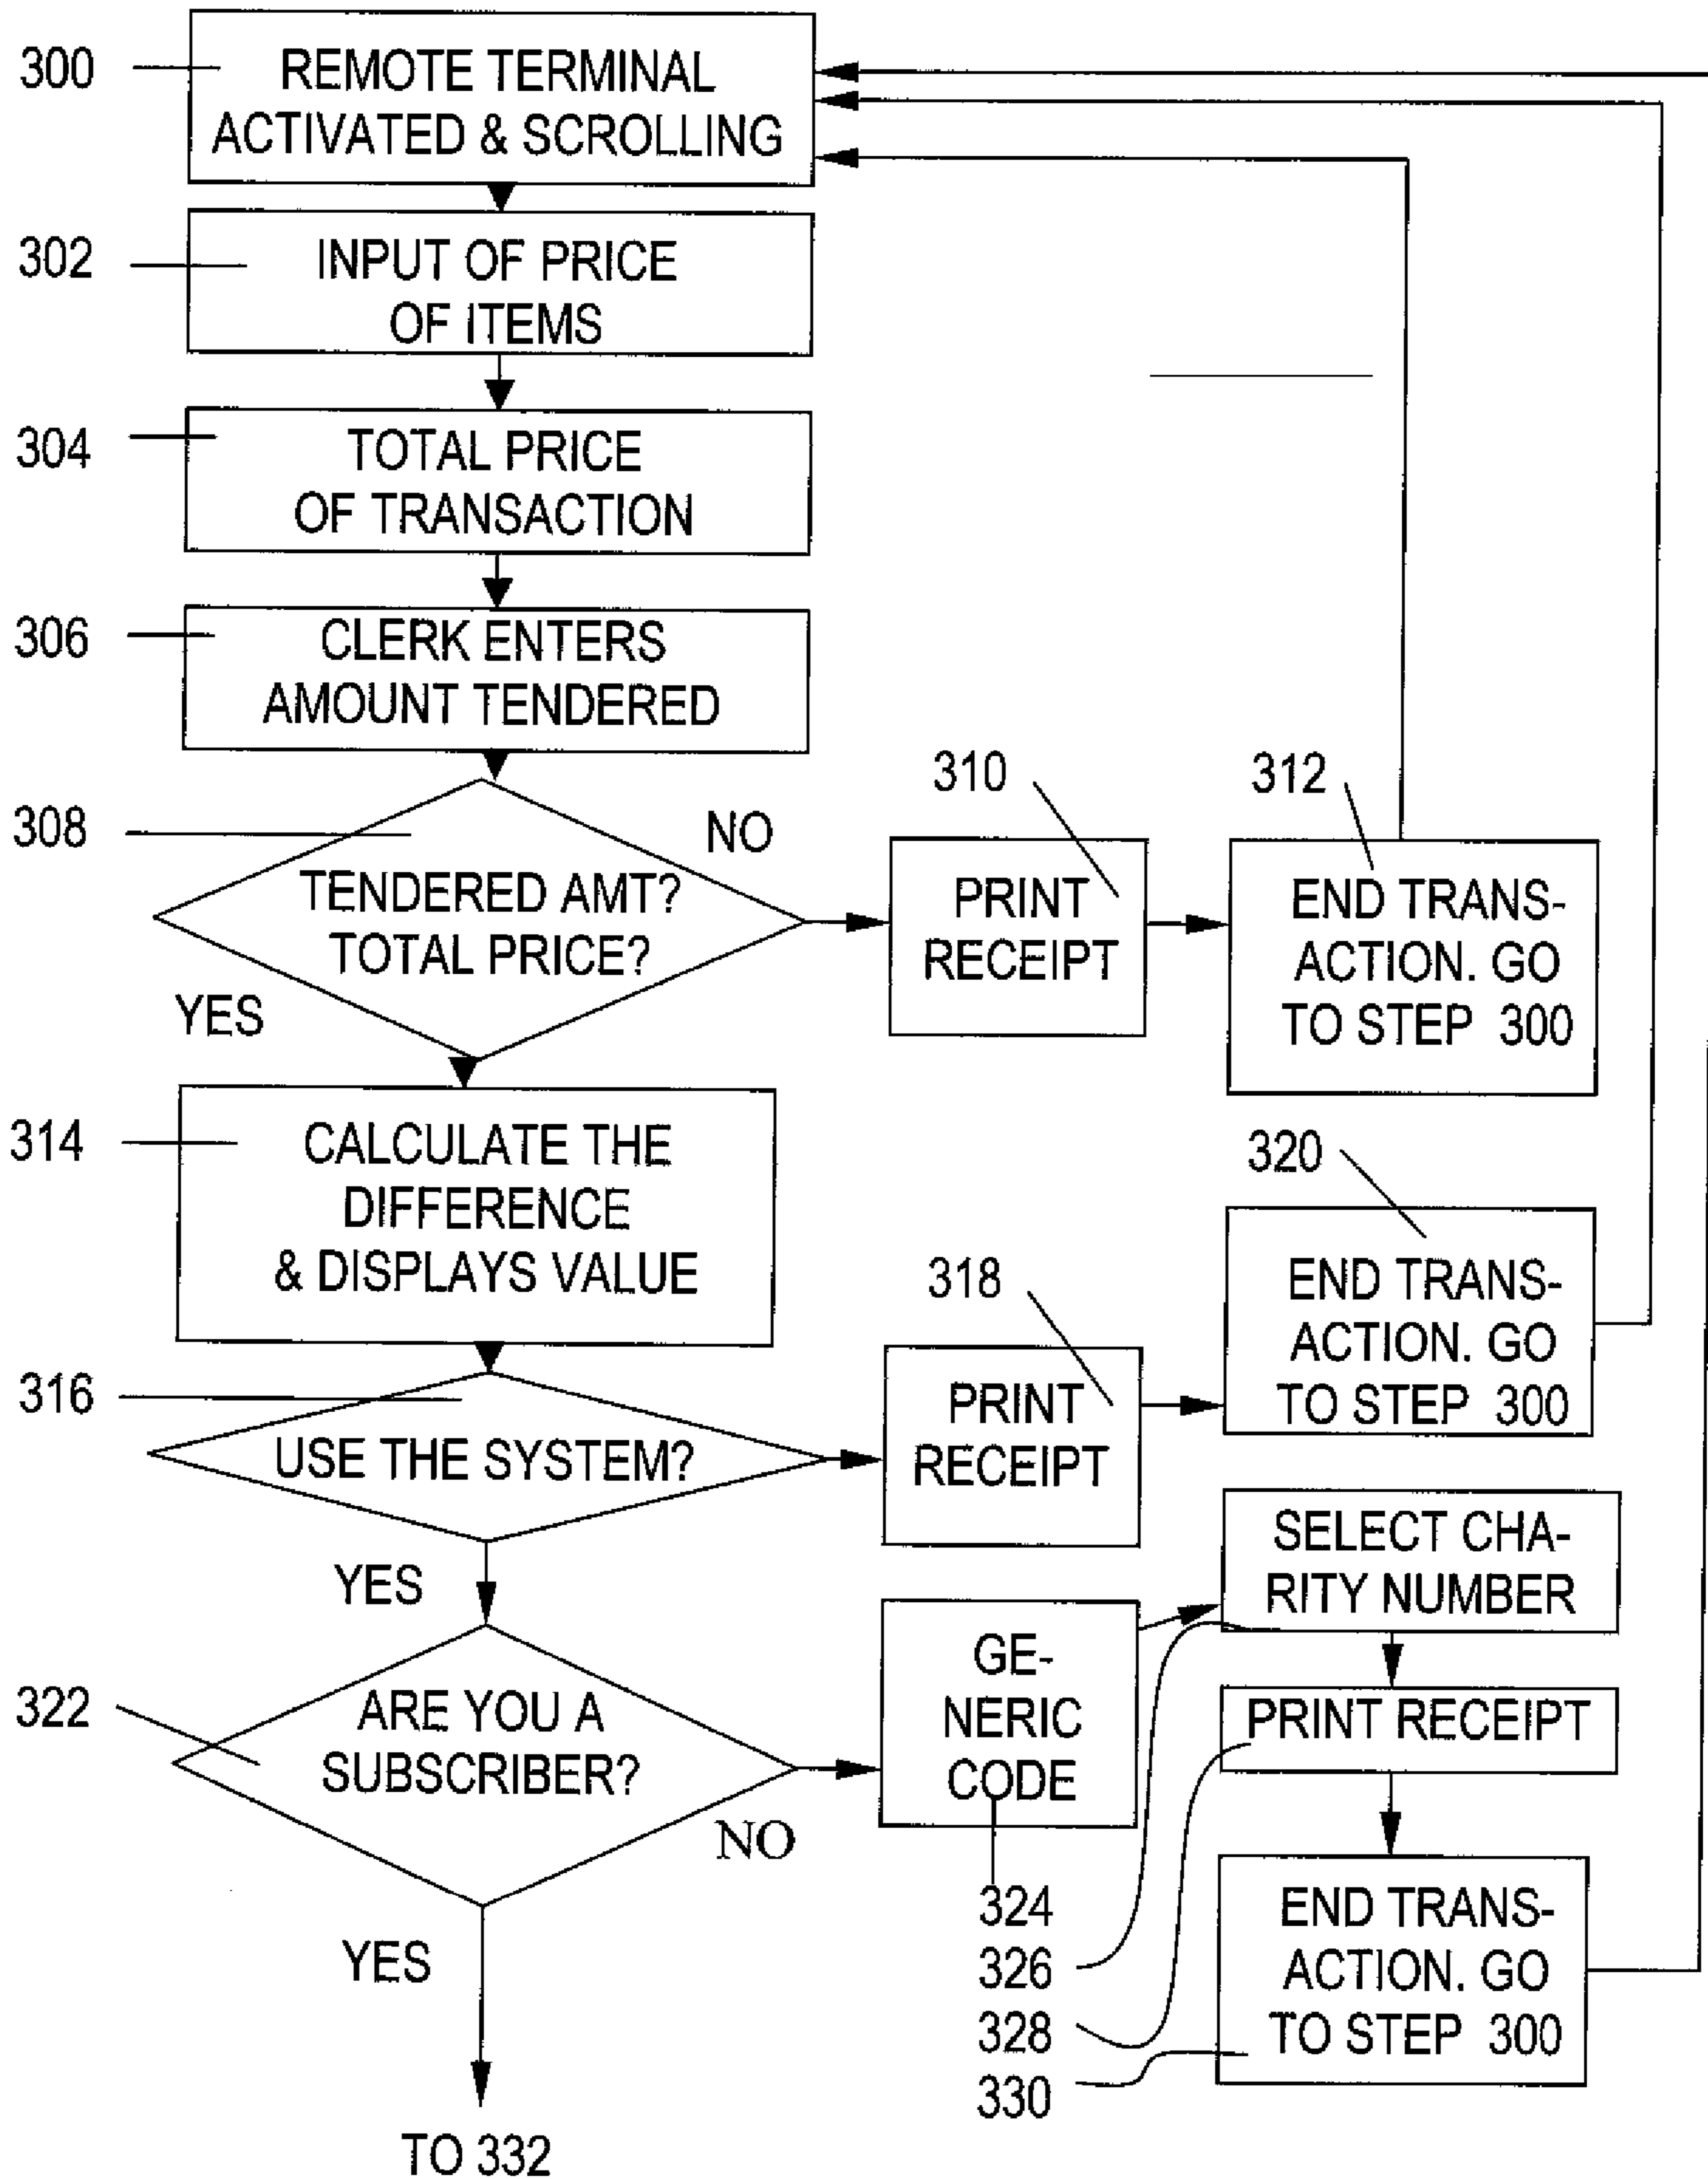 300
REMOTE TERMINAL
ACTIVATED & SCROLLING
302
INPUT OF PRICE
OF ITEMS
304
TOTAL PRICE
OF TRANSACTION
306
CLERK ENTERS
AMOUNT TENDERED
308
TENDERED AMT?
TOTAL PRICE?
NO
YES
310
PRINT
RECEIPT
312
END TRANS-
ACTION. GO
TO STEP 300
314
CALCULATE THE
DIFFERENCE
& DISPLAYS VALUE
316
USE THE SYSTEM?
YES
318
PRINT
RECEIPT
320
END TRANS-
ACTION. GO
TO STEP 300
322
ARE YOU A
SUBSCRIBER?
NO
YES
GE-
NERIC
CODE
324
SELECT CHA-
RITY NUMBER
326
PRINT RECEIPT
328
END TRANS-
ACTION. GO
TO STEP 300
330
TO 332